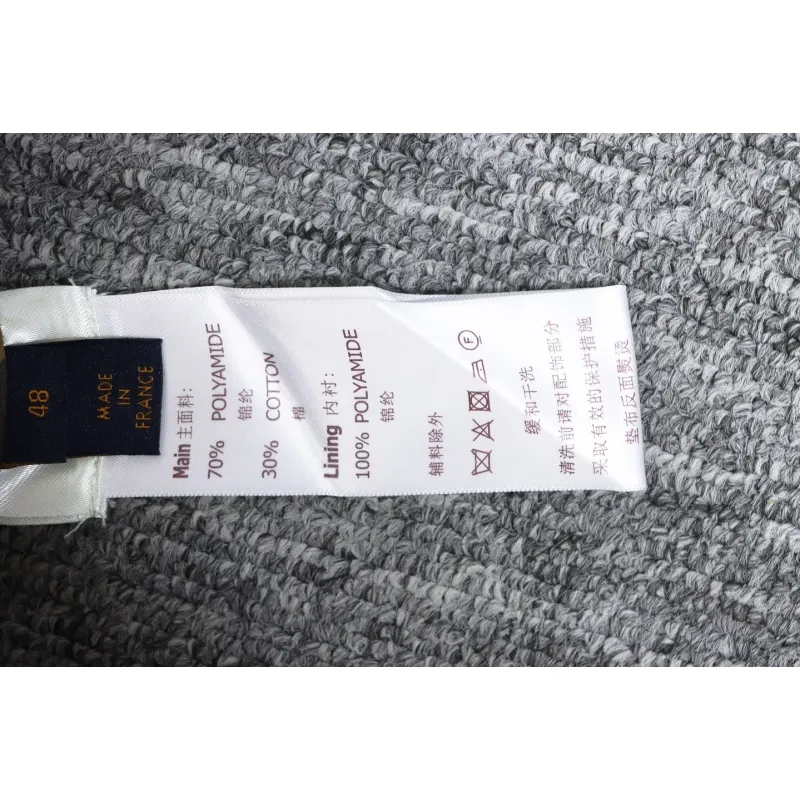 48
MADE
IN
FRANCE
Main 主面料:
70% POLYAMIDE
锦纶
30% COTTON
棉
Lining 内衬:
100% POLYAMIDE
锦纶
辅料除外
F
缓和干洗
清洗前请对配饰部分
采取有效的保护措施
垫布反面熨烫